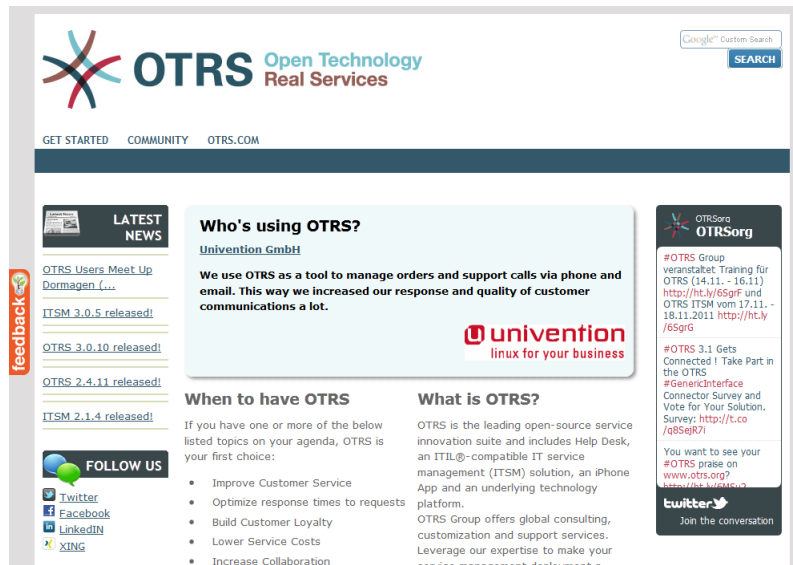 OTRS Open Technology
Real Services
Google™ Custom Search
SEARCH
GET STARTED COMMUNITY OTRS.COM
feedback
LATEST
NEWS
OTRS Users Meet Up
Dormagen (...
ITSM 3.0.5 released!
OTRS 3.0.10 released!
OTRS 2.4.11 released!
ITSM 2.1.4 released!
FOLLOW US
Twitter
Facebook
LinkedIN
XING
Who's using OTRS?
Univention GmbH
We use OTRS as a tool to manage orders and support calls via phone and
email. This way we increased our response and quality of customer
communications a lot.
univention
linux for your business
When to have OTRS
If you have one or more of the below
listed topics on your agenda, OTRS is
your first choice:
Improve Customer Service
Optimize response times to requests
Build Customer Loyalty
Lower Service Costs
Increase Collaboration
What is OTRS?
OTRS is the leading open-source service
innovation suite and includes Help Desk,
an ITIL®-compatible IT service
management (ITSM) solution, an iPhone
App and an underlying technology
platform.
OTRS Group offers global consulting,
customization and support services.
Leverage our expertise to make your
service management deployment a
OTRSorg
OTRSorg
#OTRS Group
veranstaltet Training für
OTRS (14.11. - 16.11)
http://ht.ly/6SgrF und
OTRS ITSM vom 17.11. -
18.11.2011 http://ht.ly
/6SgrG
#OTRS 3.1 Gets
Connected ! Take Part in
the OTRS
#GenericInterface
Connector Survey and
Vote for Your Solution.
Survey: http://t.co
/q8SejR7i
You want to see your
#OTRS praise on
www.otrs.org?
twitter
Join the conversation